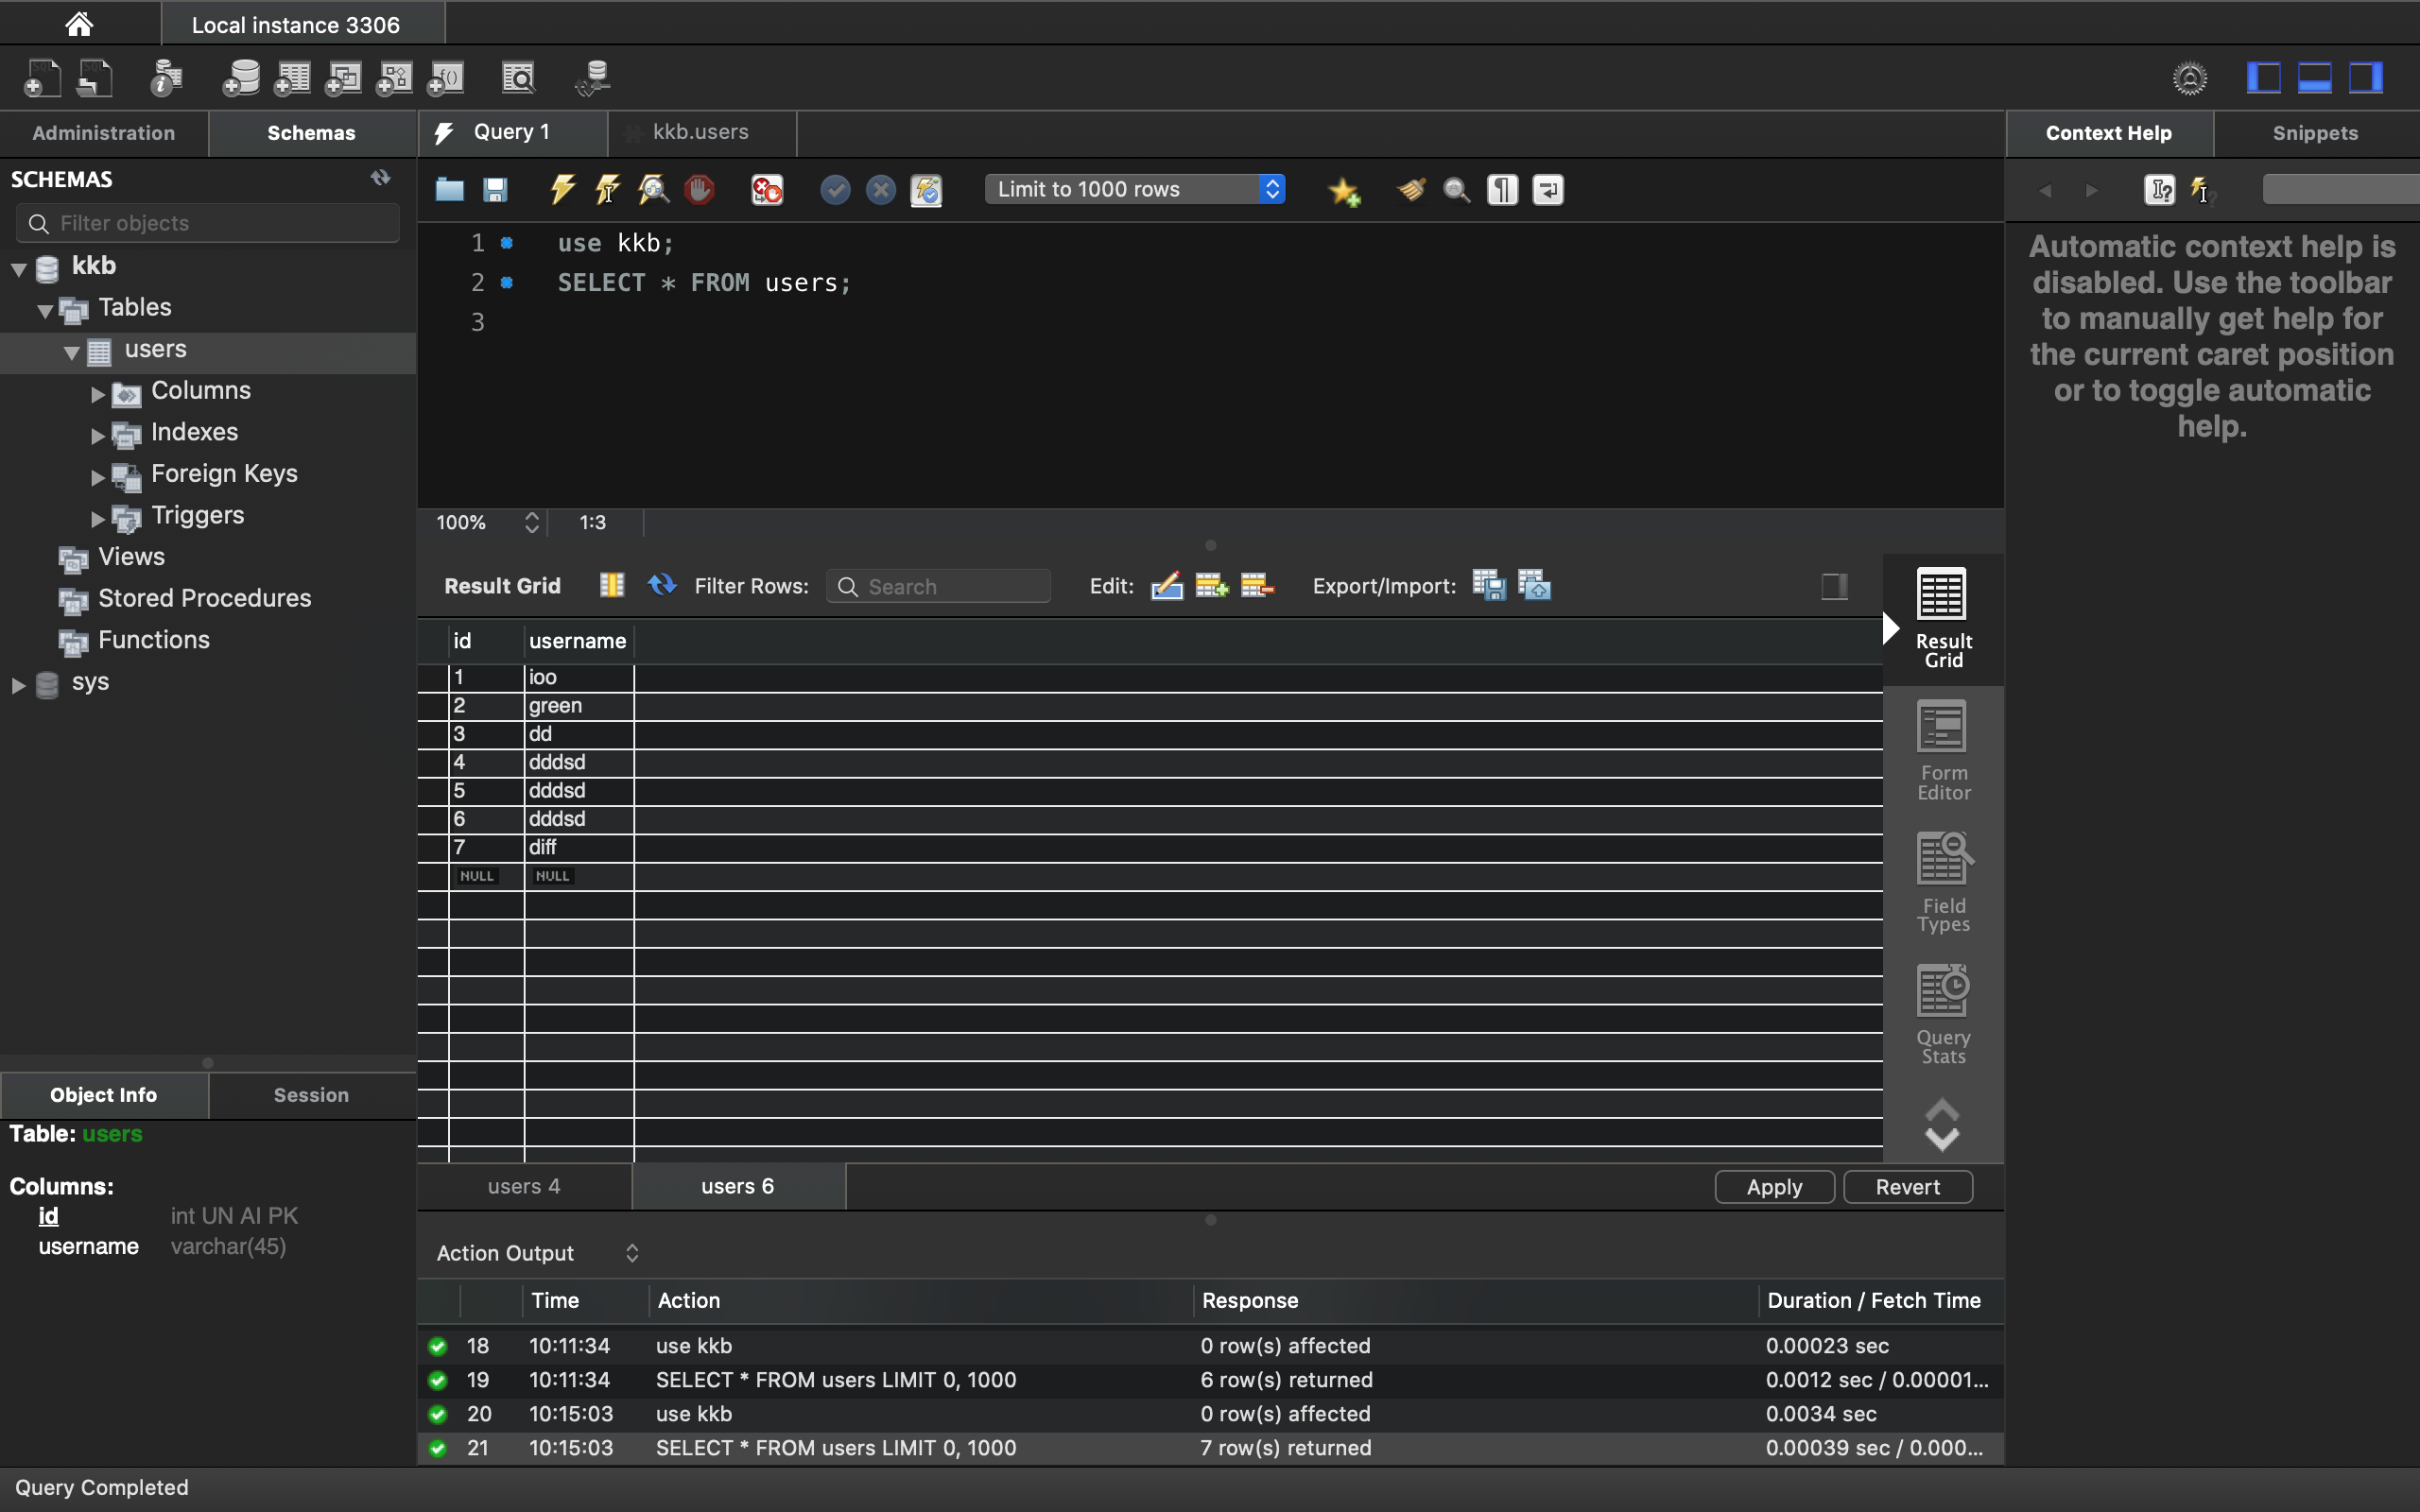 Local instance 3306
Administration
Schemas
Query 1
kkb.users
Context Help
Snippets
SCHEMAS
Filter objects
Limit to 1000 rows
kkb
Tables
users
Columns
Indexes
Foreign Keys
Triggers
Views
Stored Procedures
Functions
sys
1 use kkb;
2 SELECT * FROM users;
3
Automatic context help is
disabled. Use the toolbar
to manually get help for
the current caret position
or to toggle automatic
help.
100% 1:3
Result Grid Filter Rows: Search Edit: Export/Import:
id username
1 ioo
2 green
3 dd
4 dddsd
5 dddsd
6 dddsd
7 diff
NULL NULL
Result
Grid
Form
Editor
Field
Types
Query
Stats
Object Info
Session
Table: users
Columns:
id int UN AI PK
username varchar(45)
users 4
users 6
Apply
Revert
Action Output
Time Action Response Duration / Fetch Time
18 10:11:34 use kkb 0 row(s) affected 0.00023 sec
19 10:11:34 SELECT * FROM users LIMIT 0, 1000 6 row(s) returned 0.0012 sec / 0.00001...
20 10:15:03 use kkb 0 row(s) affected 0.0034 sec
21 10:15:03 SELECT * FROM users LIMIT 0, 1000 7 row(s) returned 0.00039 sec / 0.000...
Query Completed